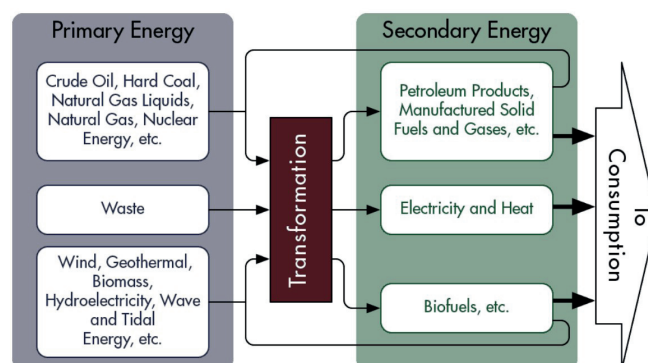 Primary Energy
Crude Oil, Hard Coal,
Natural Gas Liquids,
Natural Gas, Nuclear
Energy, etc.
Waste
Wind, Geothermal,
Biomass,
Hydroelectricity, Wave
and Tidal
Energy, etc.
Transformation
Secondary Energy
Petroleum Products,
Manufactured Solid
Fuels and Gases, etc.
Electricity and Heat
Biofuels, etc.
To
Consumption